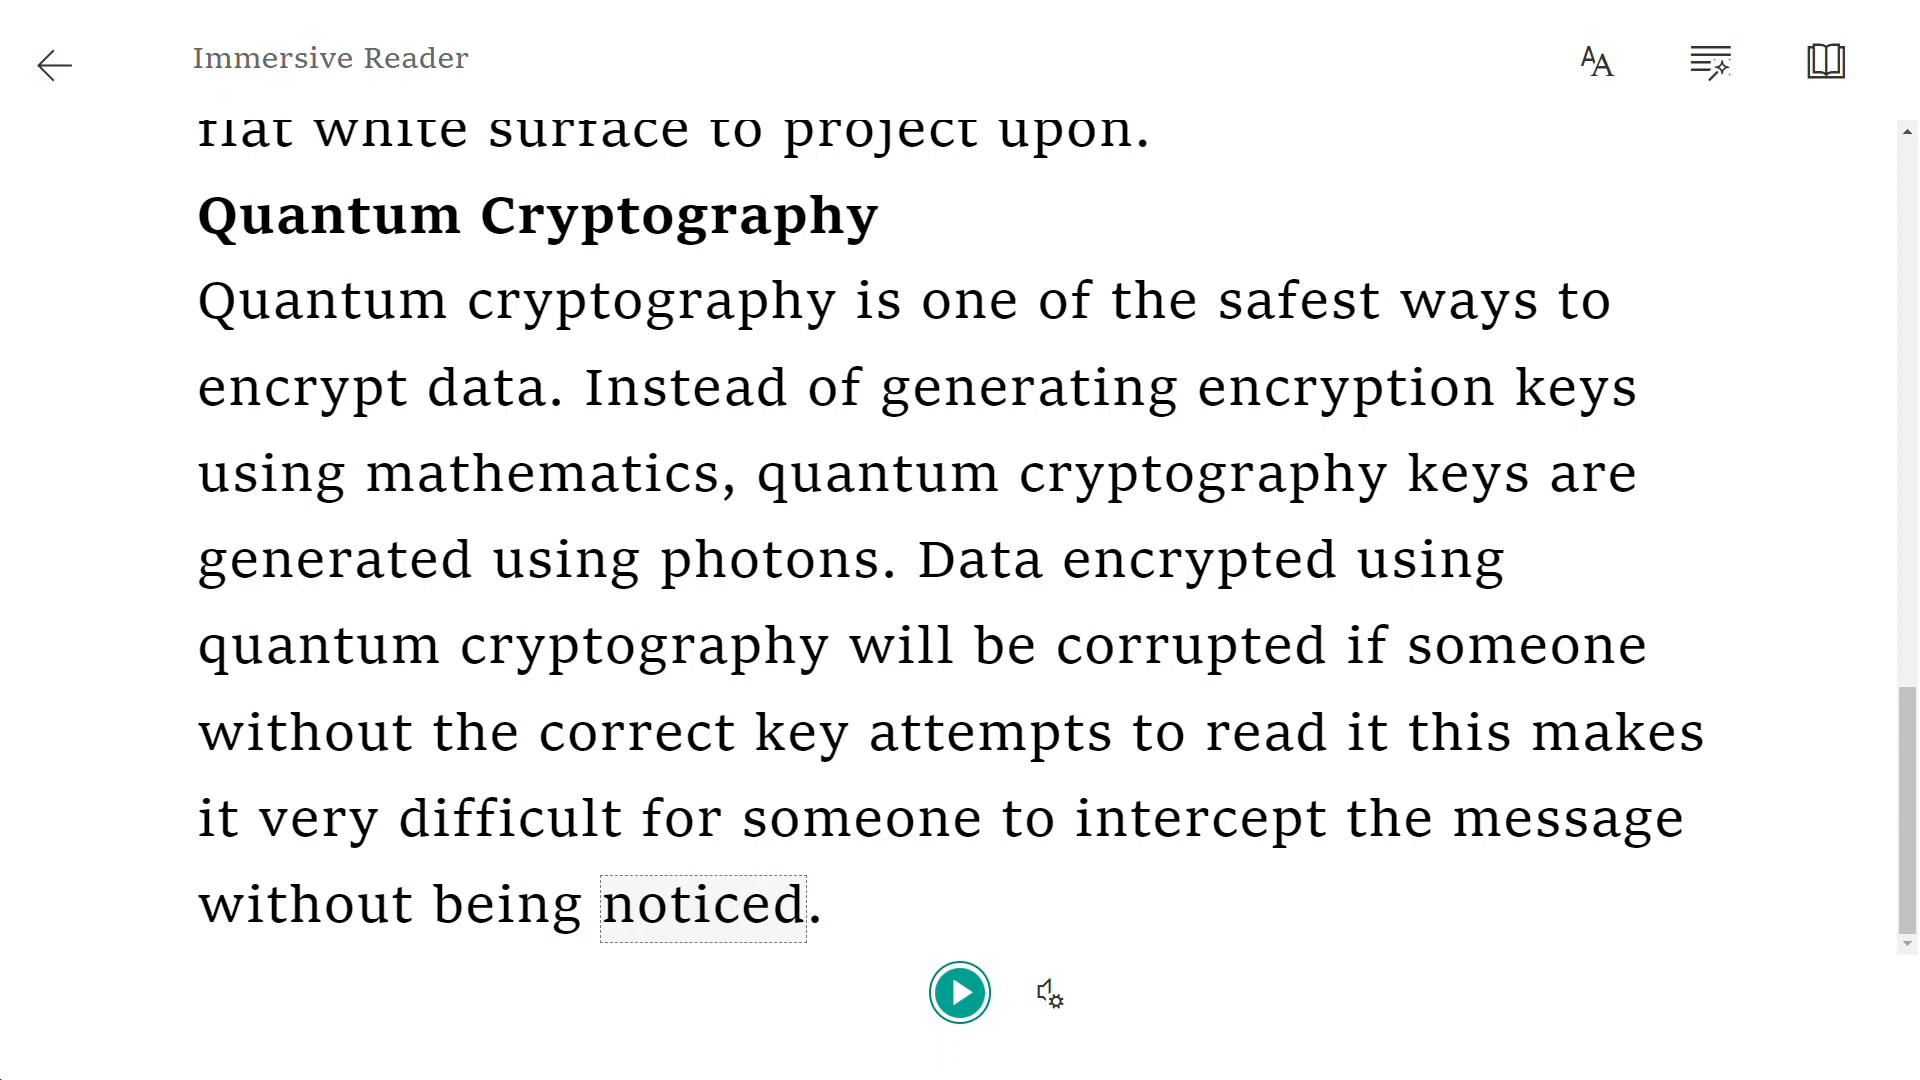 Immersive Reader
flat white surface to project upon.
Quantum Cryptography
Quantum cryptography is one of the safest ways to
encrypt data. Instead of generating encryption keys
using mathematics, quantum cryptography keys are
generated using photons. Data encrypted using
quantum cryptography will be corrupted if someone
without the correct key attempts to read it this makes
it very difficult for someone to intercept the message
without being noticed.